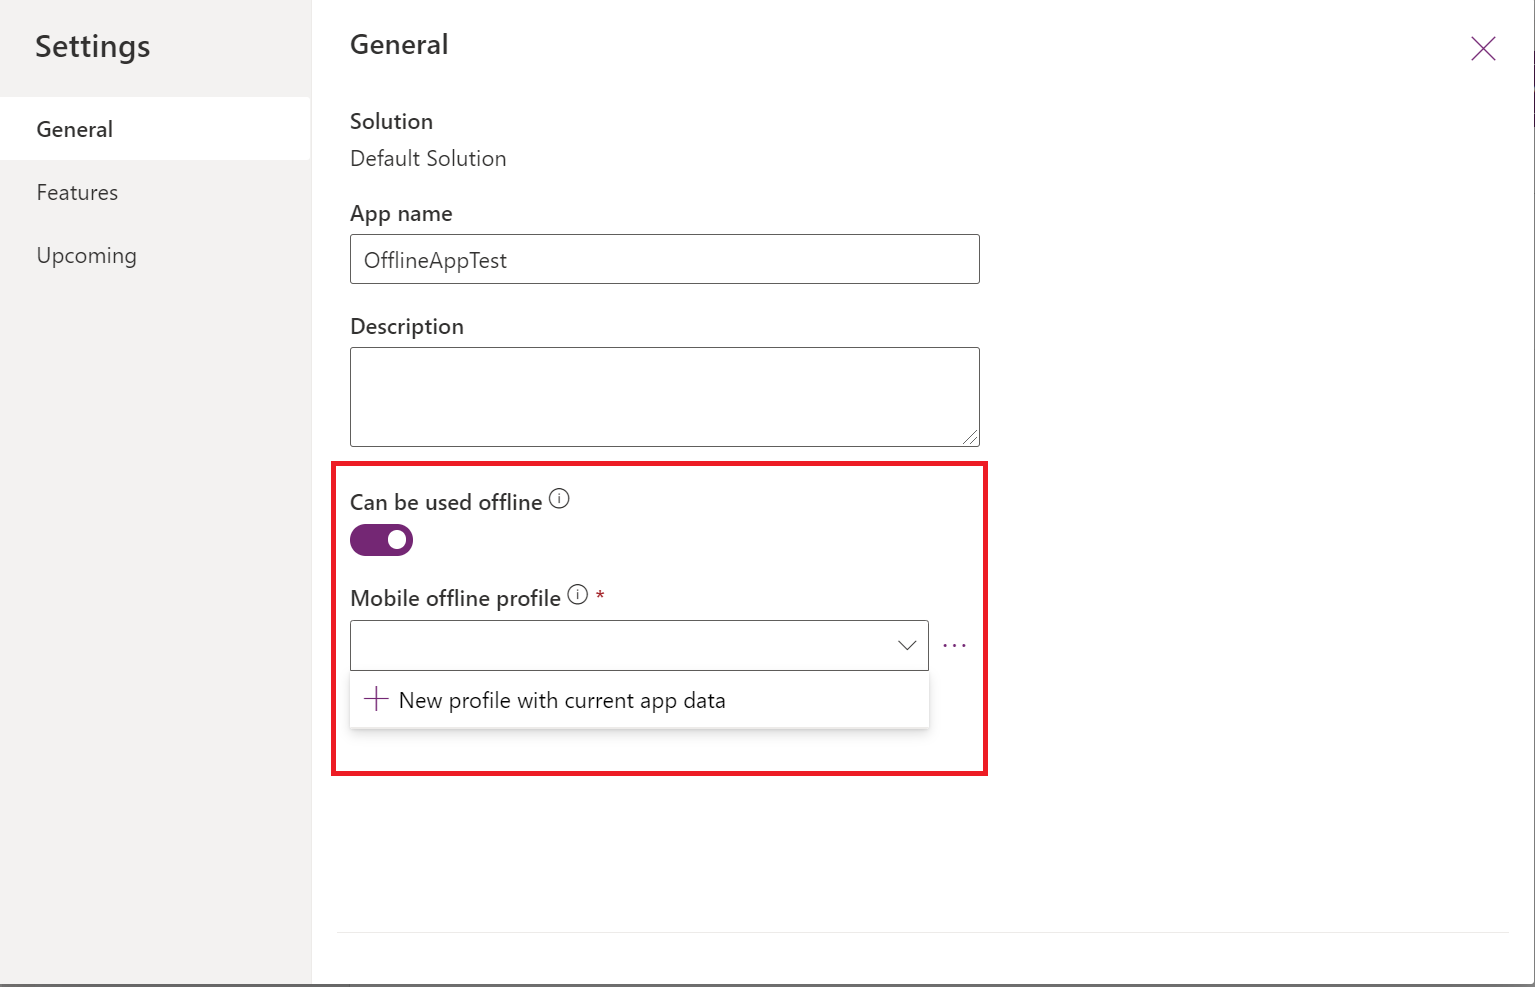 Settings
General
Features
Upcoming
General
Solution
Default Solution
App name
OfflineAppTest
Description
Can be used offline
Mobile offline profile *
New profile with current app data